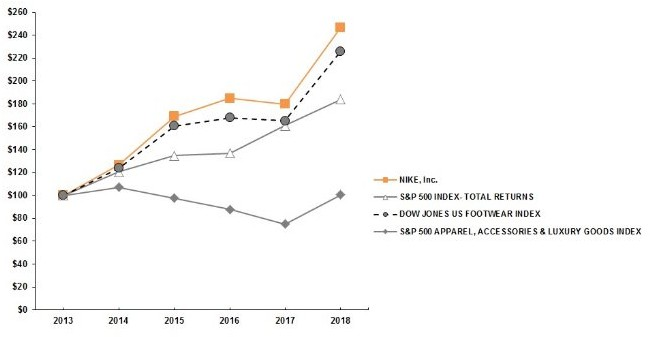 $260
$240
$220
$200
$180
$160
$140
$120
$100
$80
$60
$40
$20
$0
2013 2014 2015 2016 2017 2018
NIKE, Inc.
S&P 500 INDEX- TOTAL RETURNS
DOW JONES US FOOTWEAR INDEX
S&P 500 APPAREL, ACCESSORIES & LUXURY GOODS INDEX